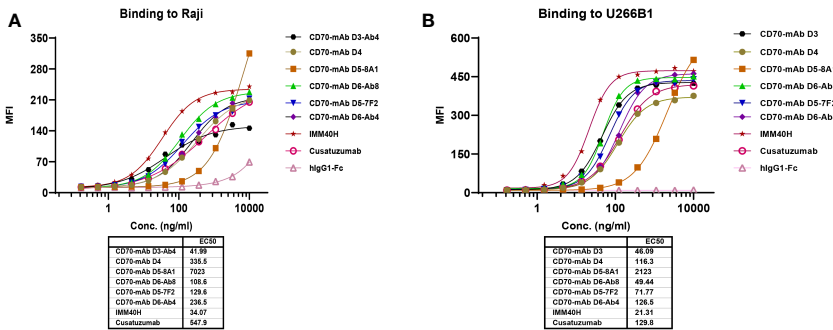 A
Binding to Raji
MFI
350
280
210
140
70
0
1
100
10000
Conc. (ng/ml)
CD70-mAb D3-Ab4
CD70-mAb D4
CD70-mAb D5-8A1
CD70-mAb D6-Ab8
CD70-mAb D5-7F2
CD70-mAb D6-Ab4
IMM40H
Cusatuzumab
hIgG1-Fc
EC50
CD70-mAb D3-Ab4 41.99
CD70-mAb D4 335.5
CD70-mAb D5-8A1 7023
CD70-mAb D6-Ab8 108.6
CD70-mAb D5-7F2 129.6
CD70-mAb D6-Ab4 236.5
IMM40H 34.07
Cusatuzumab 547.9
B
Binding to U266B1
MFI
600
450
300
150
0
1
100
10000
Conc. (ng/ml)
CD70-mAb D3
CD70-mAb D4
CD70-mAb D5-8A
CD70-mAb D6-Ab
CD70-mAb D5-7F2
CD70-mAb D6-Ab
IMM40H
Cusatuzumab
hIgG1-Fc
EC50
CD70-mAb D3 46.09
CD70-mAb D4 116.3
CD70-mAb D5-8A1 2123
CD70-mAb D6-Ab8 49.44
CD70-mAb D5-7F2 71.77
CD70-mAb D6-Ab4 126.5
IMM40H 21.31
Cusatuzumab 129.8